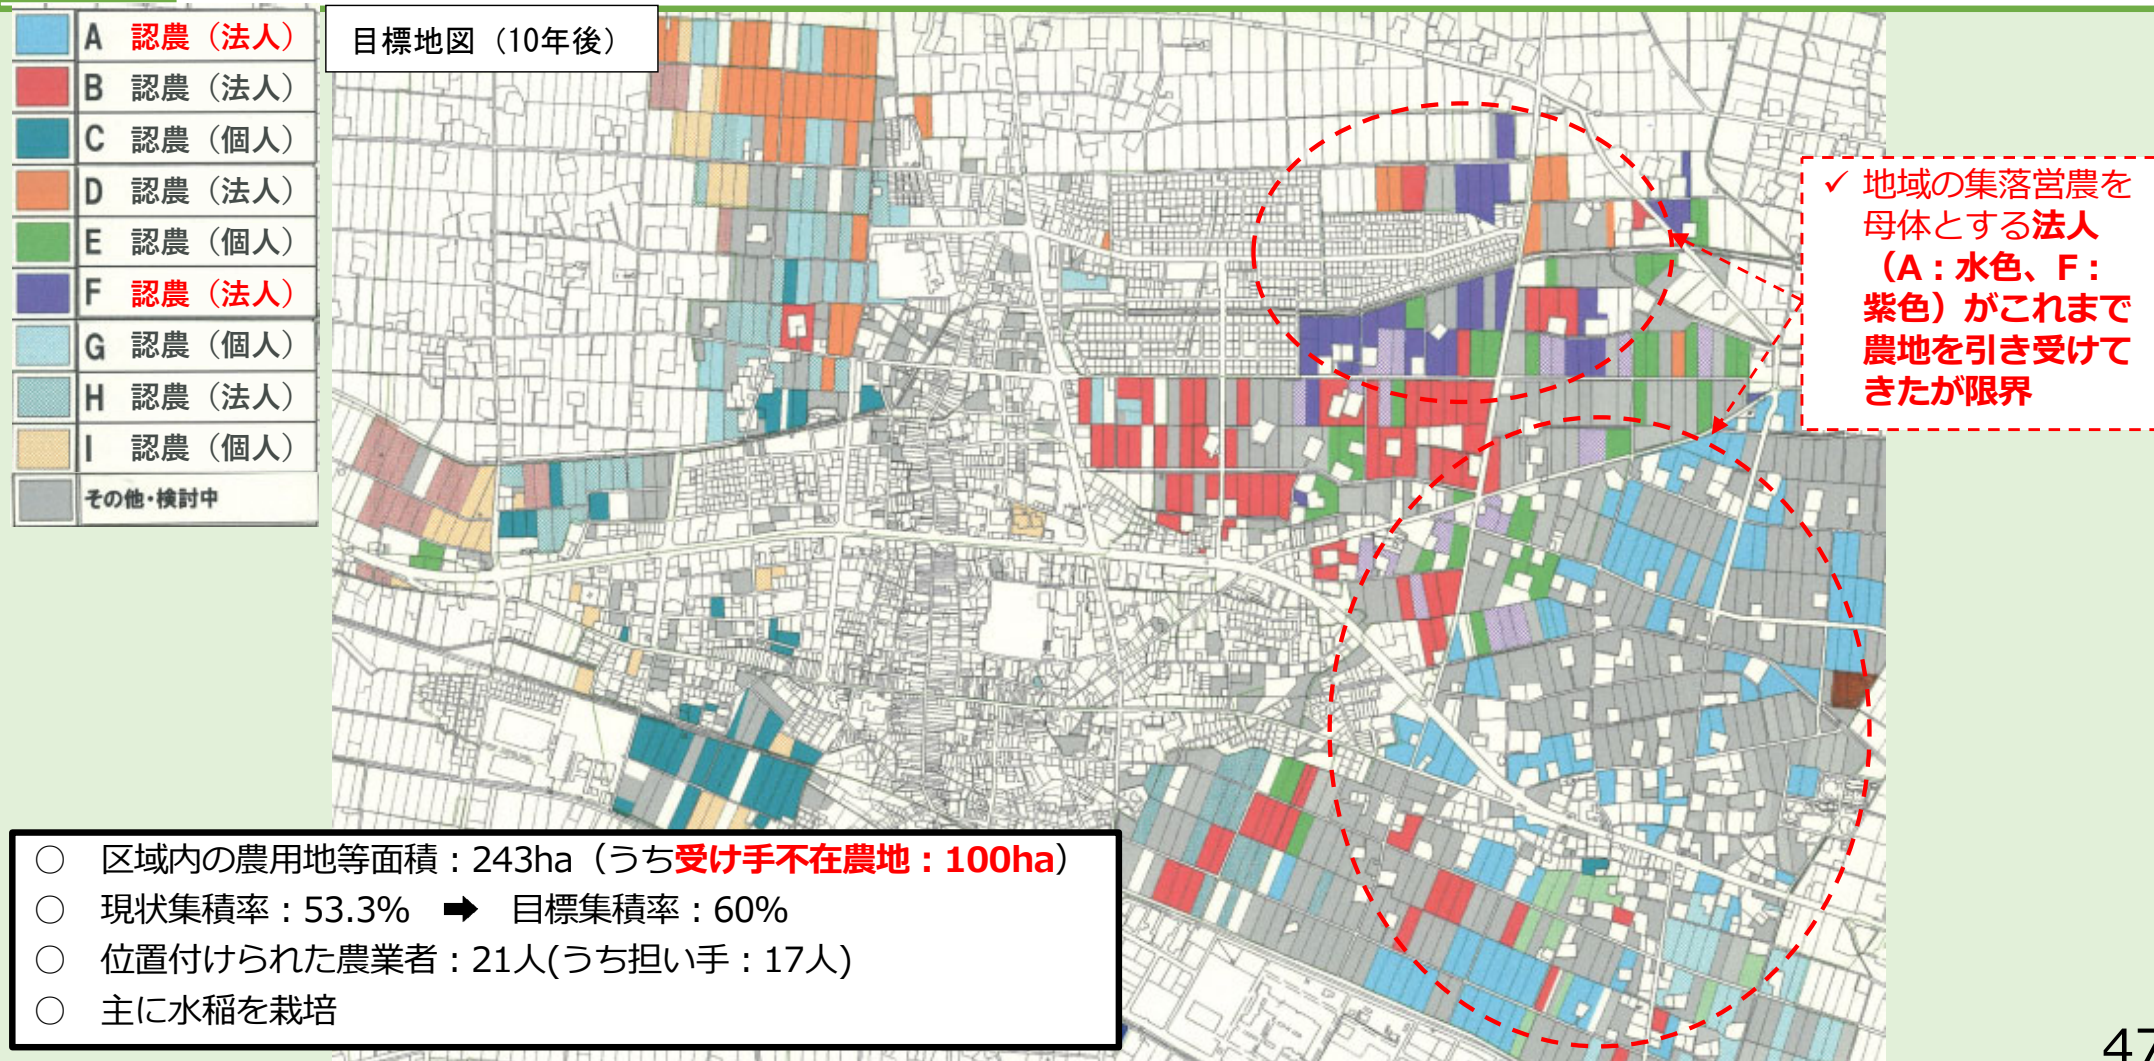 A 認農（法人）
B 認農（法人）
C 認農（個人）
D 認農（法人）
E 認農（個人）
F 認農（法人）
G 認農（個人）
H 認農（法人）
I 認農（個人）
その他・検討中
目標地図（10年後）
✓ 地域の集落営農を
母体とする法人
（A：水色、F：
紫色）がこれまで
農地を引き受けて
きたが限界
○ 区域内の農用地等面積：243ha（うち受け手不在農地：100ha）
○ 現状集積率：53.3% ➡ 目標集積率：60%
○ 位置付けられた農業者：21人(うち担い手：17人)
○ 主に水稲を栽培
47